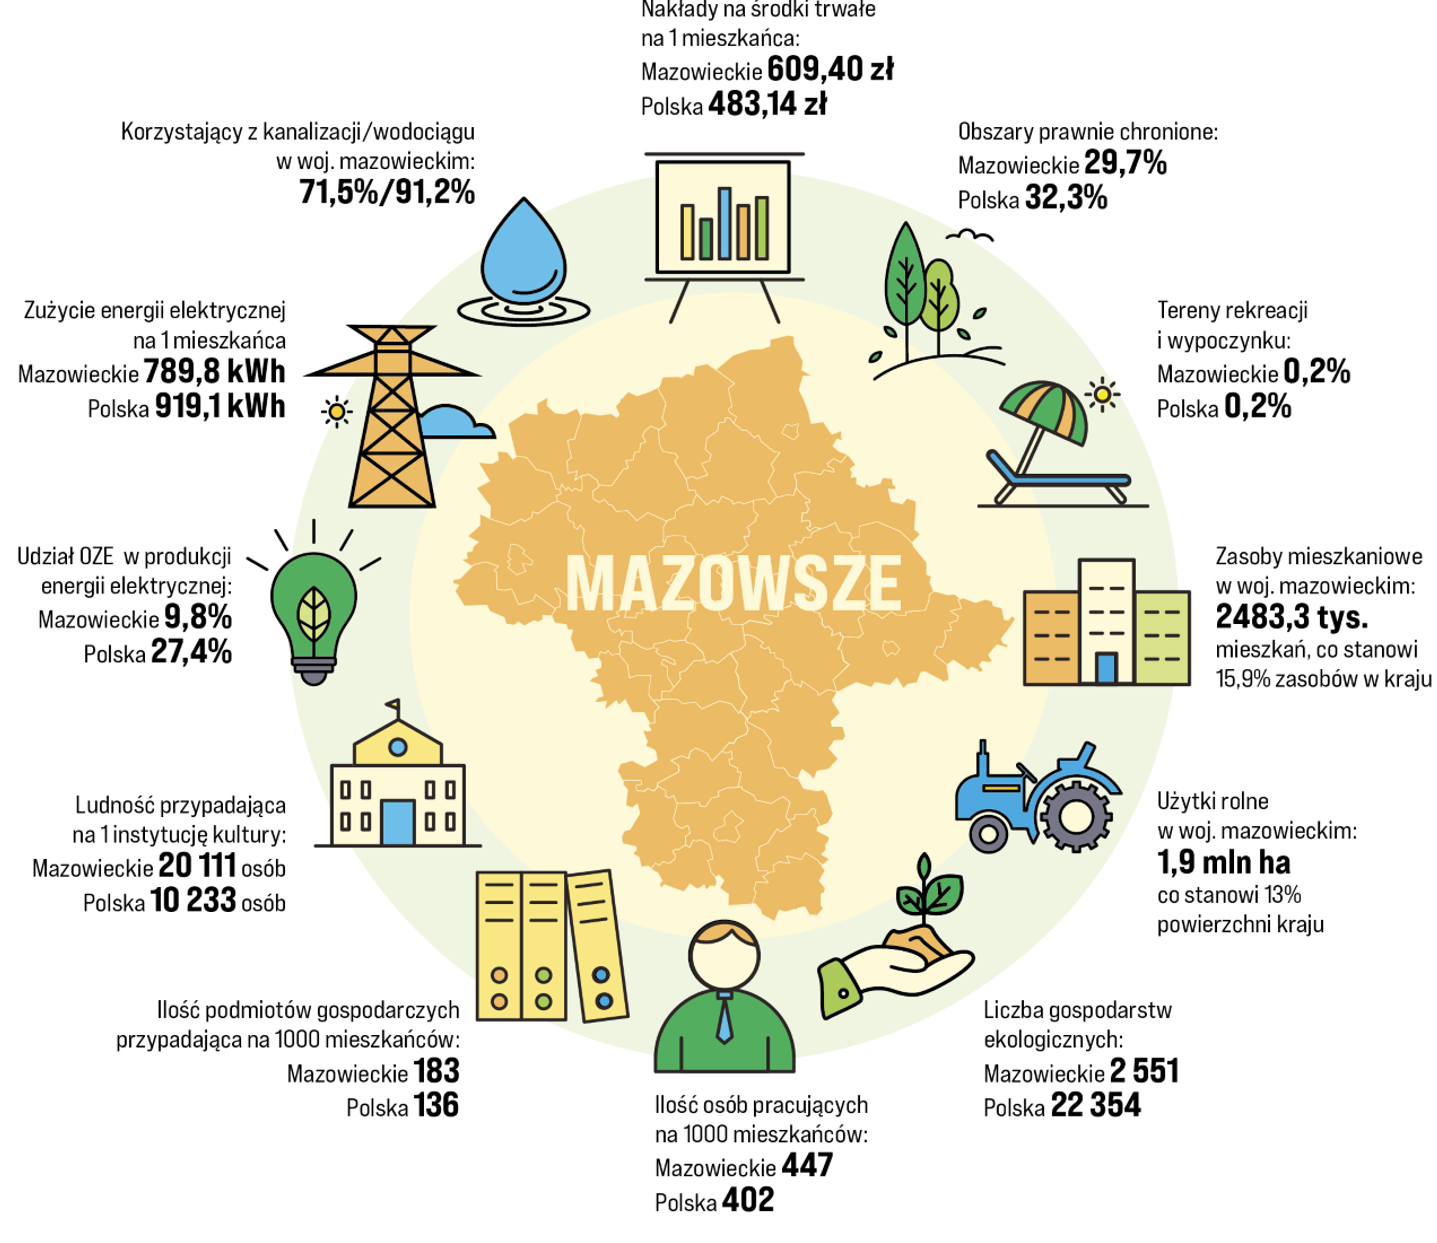 Nakłady na środki trwałe
na 1 mieszkańca:
Mazowieckie 609,40 zł
Polska 483,14 zł
Korzystający z kanalizacji/wodociągu
w woj. mazowieckim:
71,5%/91,2%
Obszary prawnie chronione:
Mazowieckie 29,7%
Polska 32,3%
Zużycie energii elektrycznej
na 1 mieszkańca
Mazowieckie 789,8 kWh
Polska 919,1 kWh
Tereny rekreacji
i wypoczynku:
Mazowieckie 0,2%
Polska 0,2%
Udział OZE w produkcji
energii elektrycznej:
Mazowieckie 9,8%
Polska 27,4%
MAZOWSZE
Zasoby mieszkaniowe
w woj. mazowieckim:
2483,3 tys.
mieszkań, co stanowi
15,9% zasobów w kraju
Ludność przypadająca
na 1 instytucję kultury:
Mazowieckie 20 111 osób
Polska 10 233 osób
Użytki rolne
w woj. mazowieckim:
1,9 mln ha
co stanowi 13%
powierzchni kraju
Ilość podmiotów gospodarczych
przypadająca na 1000 mieszkańców:
Mazowieckie 183
Polska 136
Ilość osób pracujących
na 1000 mieszkańców:
Mazowieckie 447
Polska 402
Liczba gospodarstw
ekologicznych:
Mazowieckie 2 551
Polska 22 354